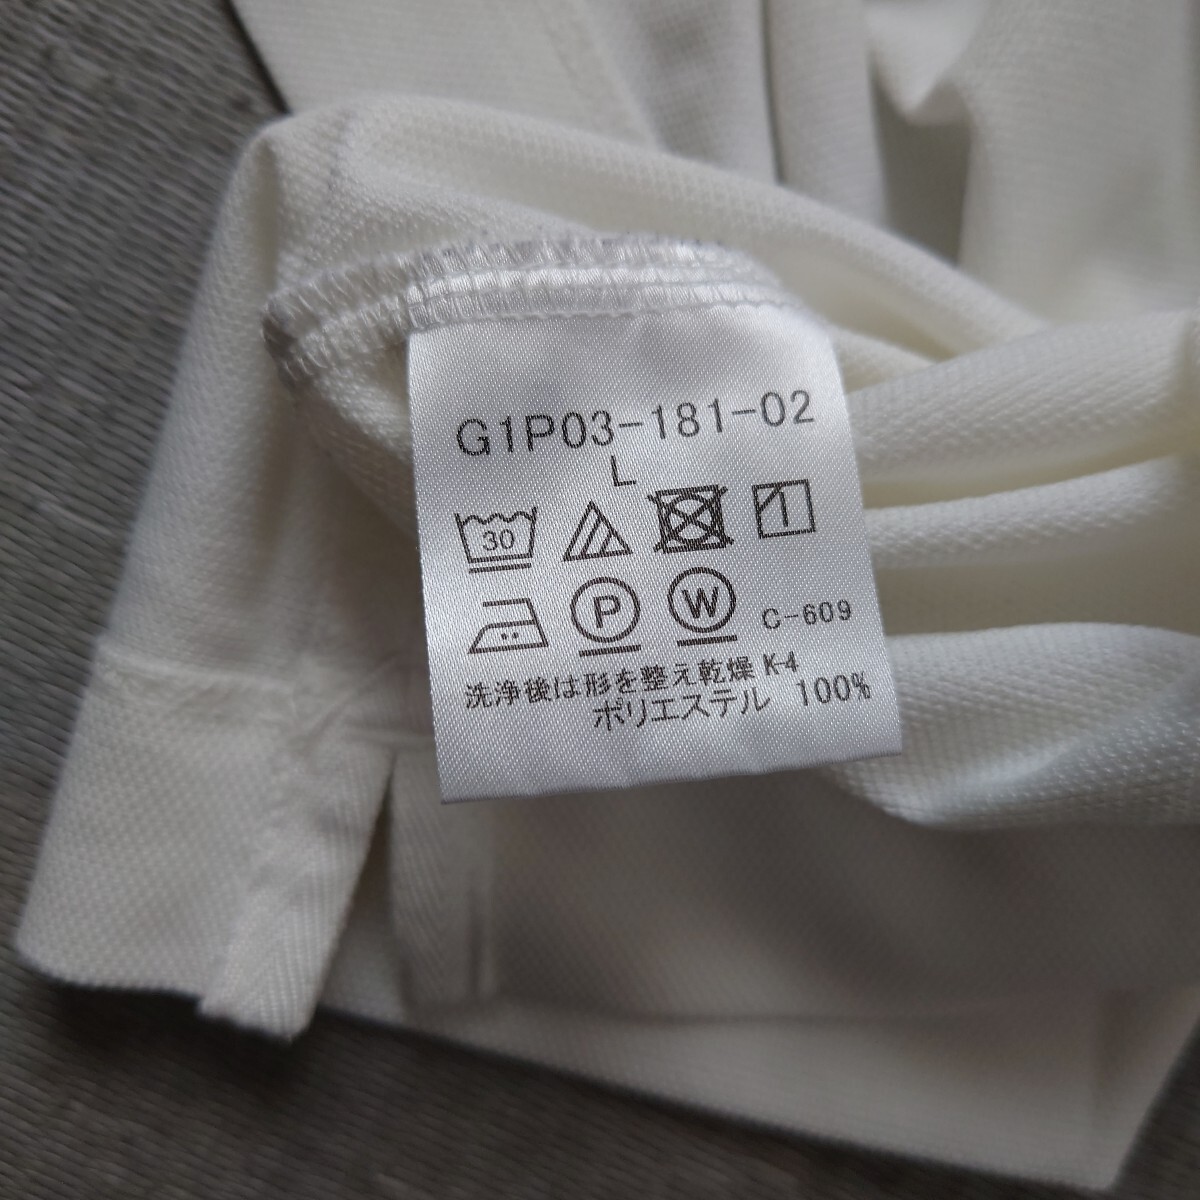 G1P03-181-02
L
30
P W C-609
洗浄後は形を整え乾燥 K-4
ポリエステル 100%